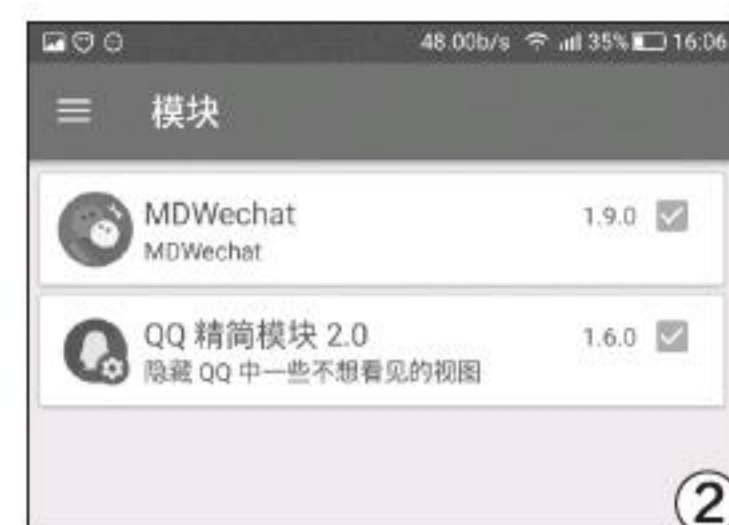 48.00b/s 35% 16:06
模块
MDWechat 1.9.0
MDWechat
QQ 精简模块 2.0 1.6.0
隐藏 QQ 中一些不想看见的视图
②